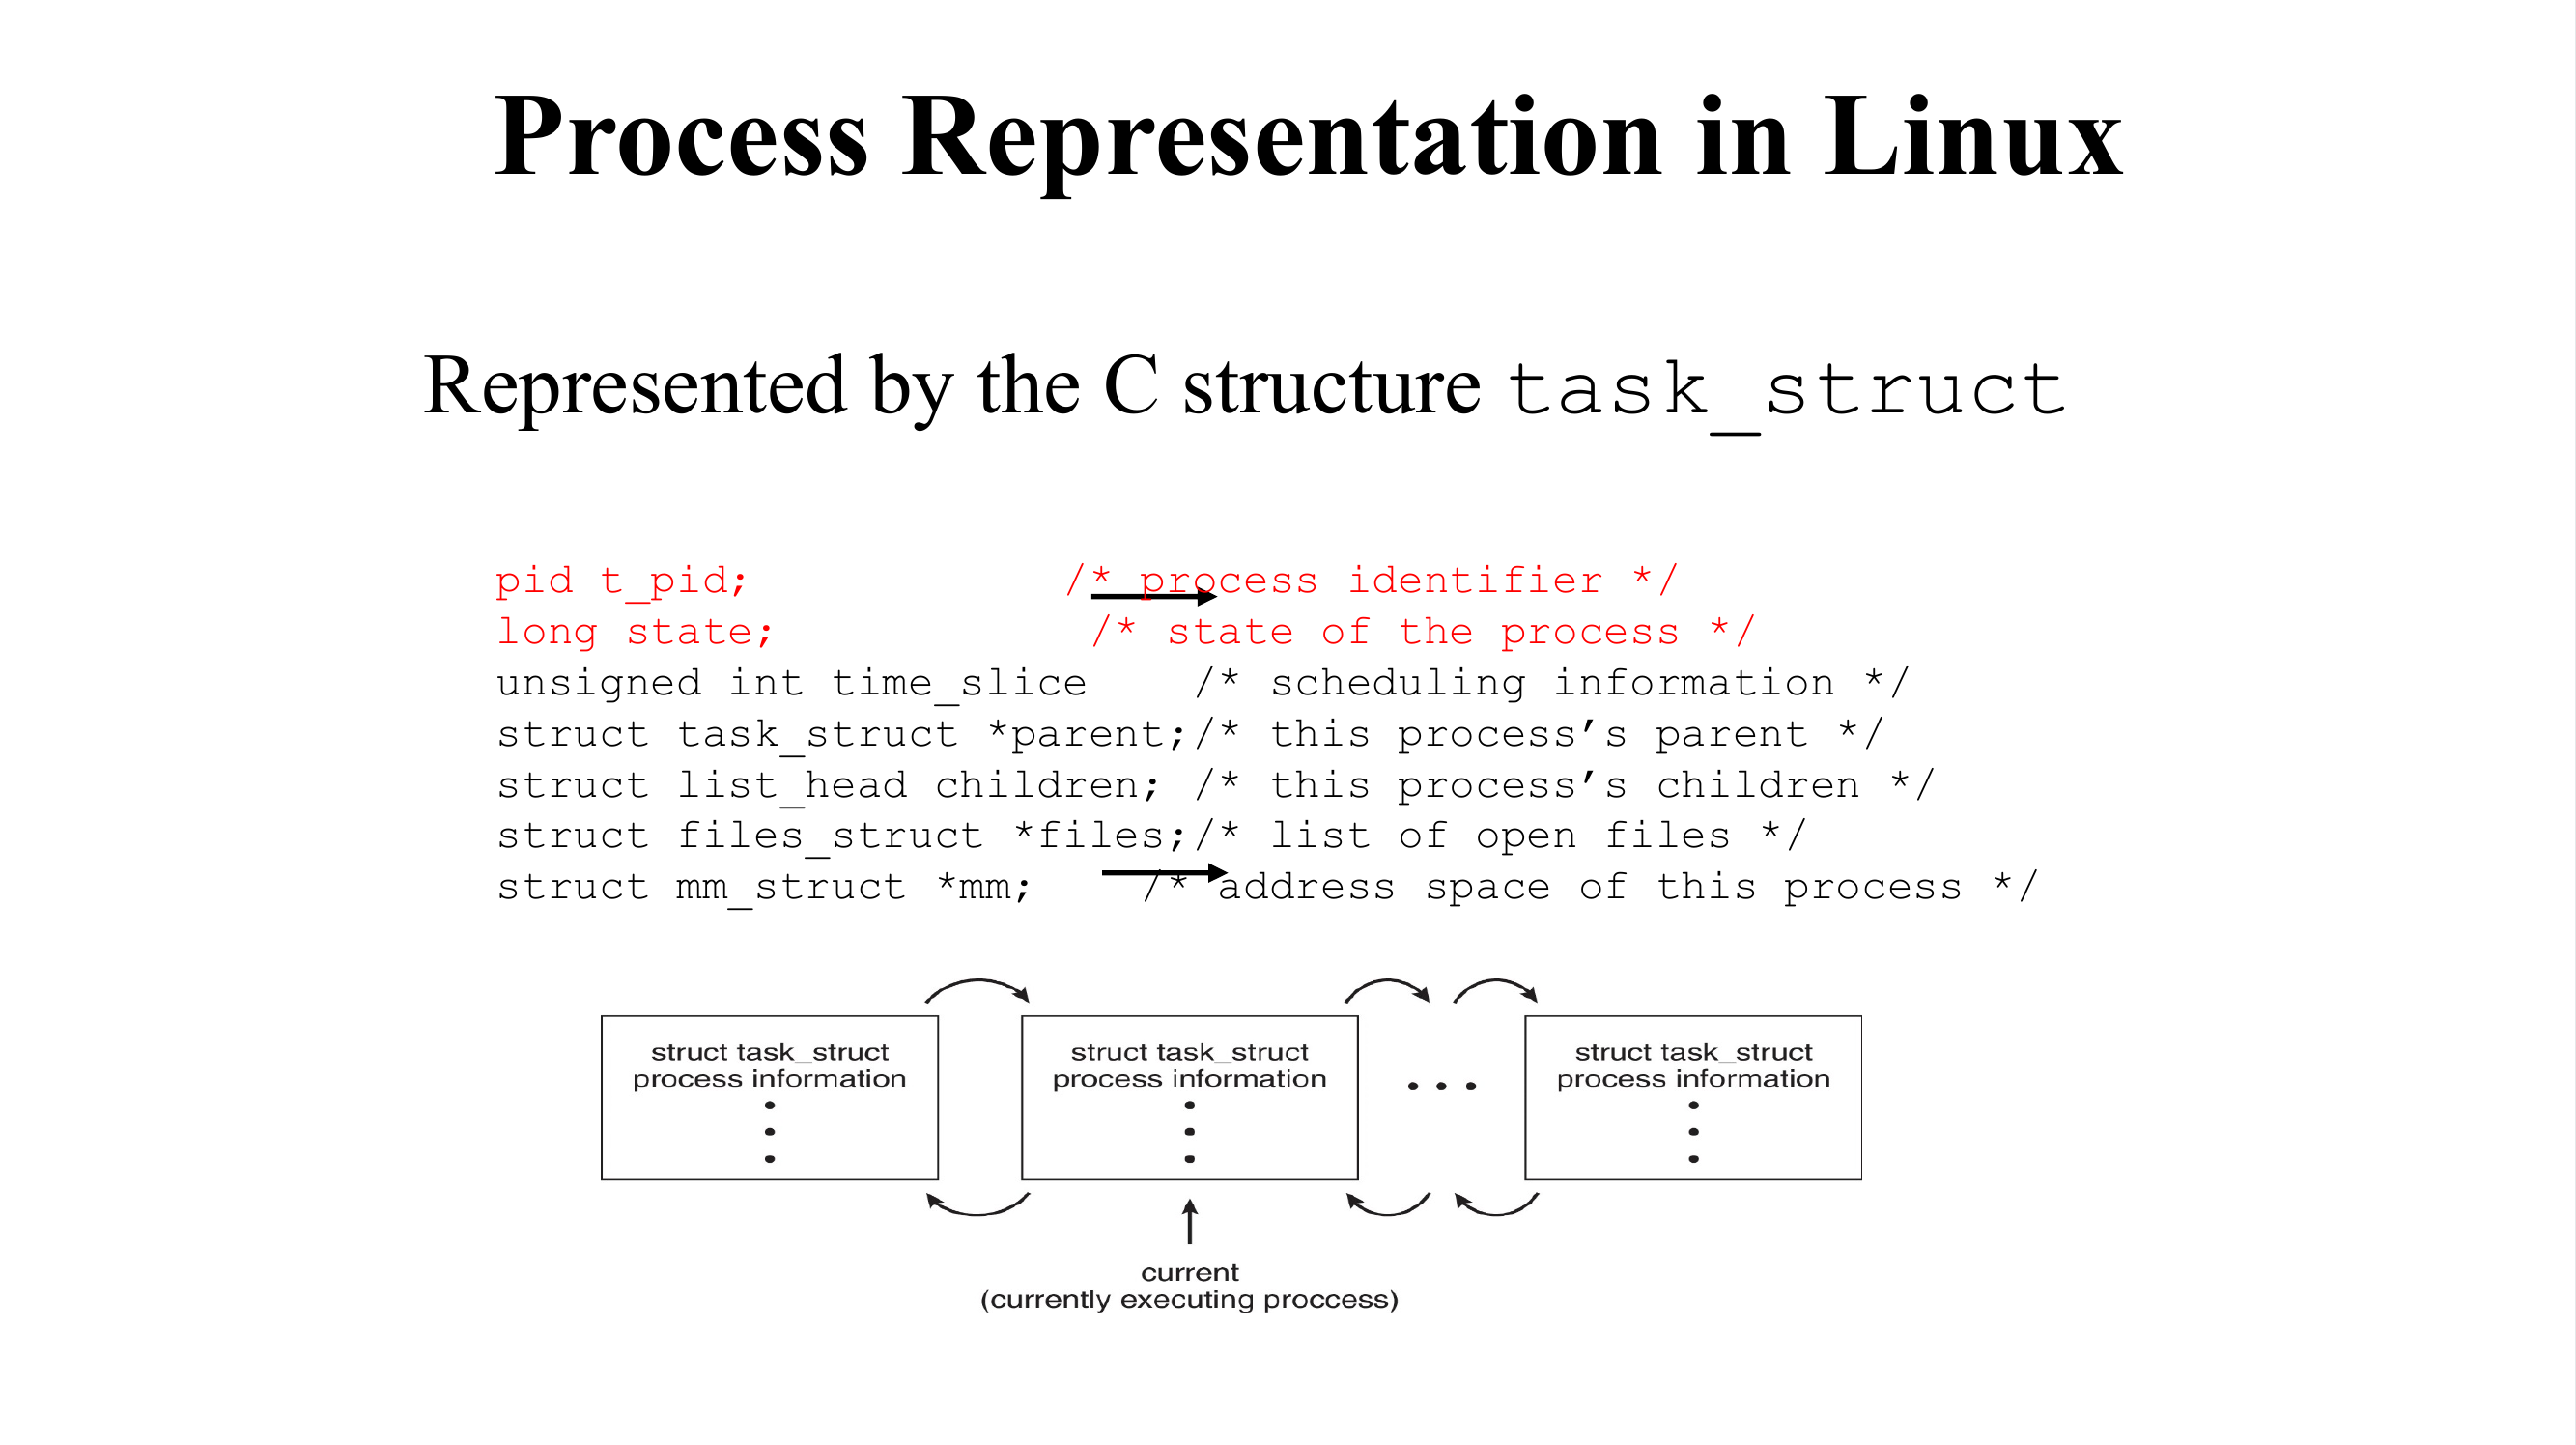 Process Representation in Linux
Represented by the C structure task_struct
pid t_pid; /* process identifier */
long state; /* state of the process */
unsigned int time_slice /* scheduling information */
struct task_struct *parent;/* this process’s parent */
struct list_head children; /* this process’s children */
struct files_struct *files;/* list of open files */
struct mm_struct *mm; /* address space of this process */
struct task_struct
process information
struct task_struct
process information
• • •
struct task_struct
process information
current
(currently executing proccess)